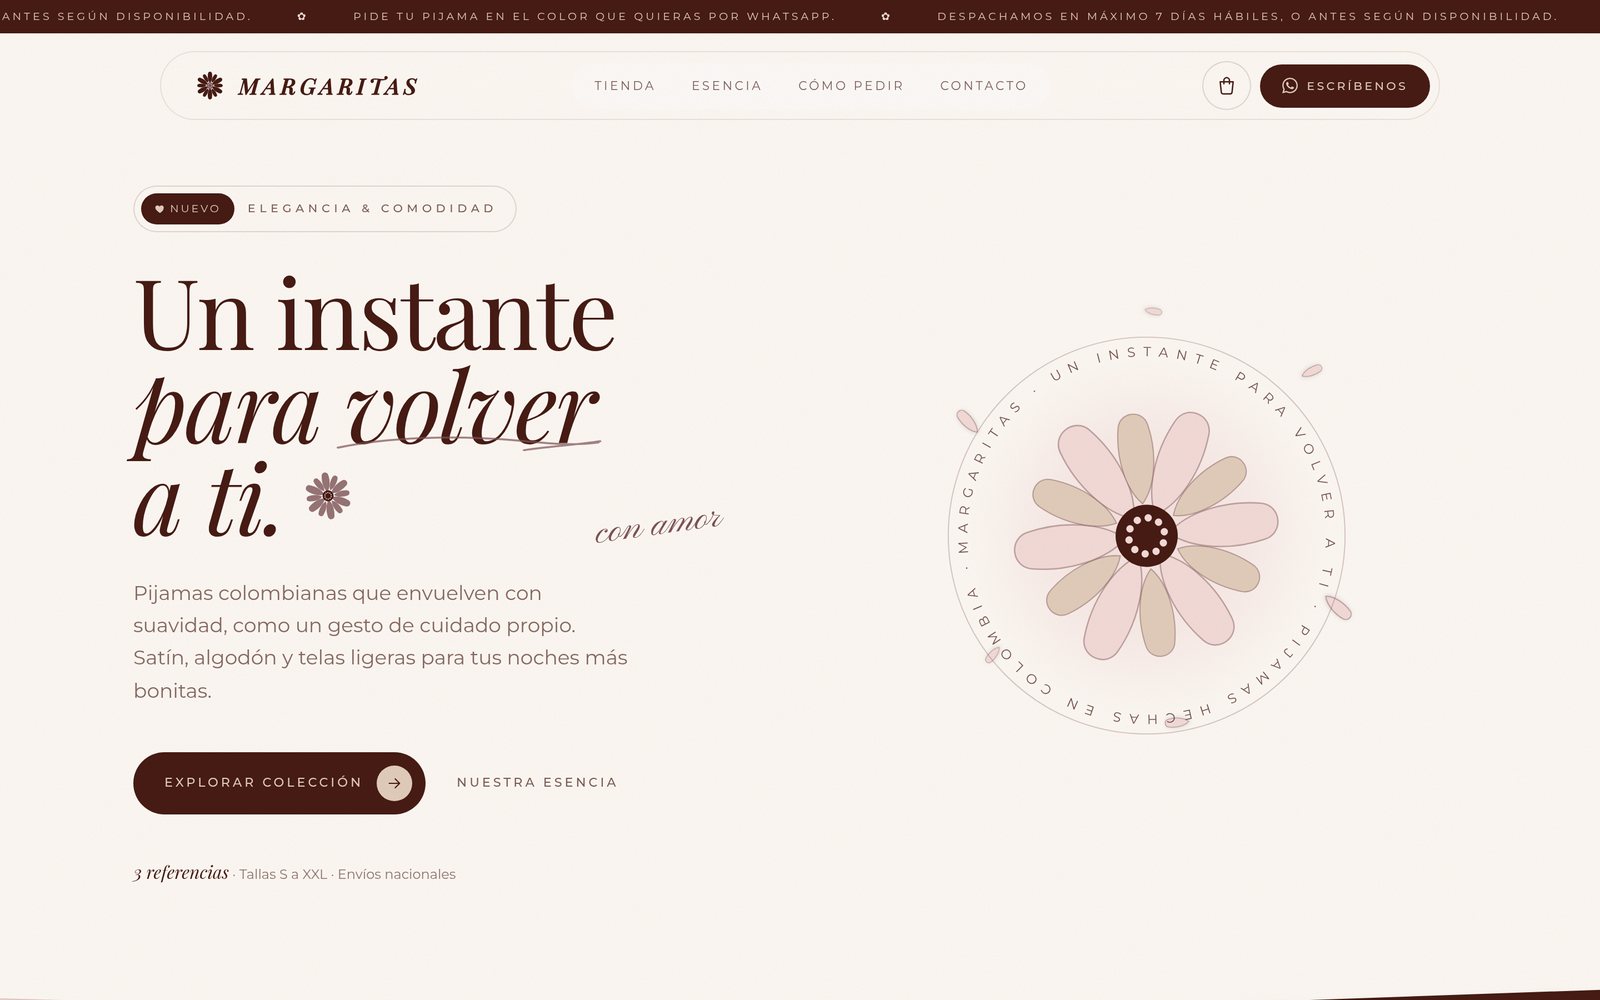 ANTES SEGÚN DISPONIBILIDAD. ✿ PIDE TU PIJAMA EN EL COLOR QUE QUIERAS POR WHATSAPP. ✿ DESPACHAMOS EN MÁXIMO 7 DÍAS HÁBILES, O ANTES SEGÚN DISPONIBILIDAD.
MARGARITAS
TIENDA ESENCIA CÓMO PEDIR CONTACTO
ESCRÍBENOS
NUEVO ELEGANCIA & COMODIDAD
Un instante
para volver
a ti.
con amor
Pijamas colombianas que envuelven con
suavidad, como un gesto de cuidado propio.
Satín, algodón y telas ligeras para tus noches más
bonitas.
EXPLORAR COLECCIÓN → NUESTRA ESENCIA
3 referencias · Tallas S a XXL · Envíos nacionales
MARGARITAS · UN INSTANTE PARA VOLVER A TI · PIJAMAS HECHAS EN COLOMBIA ·